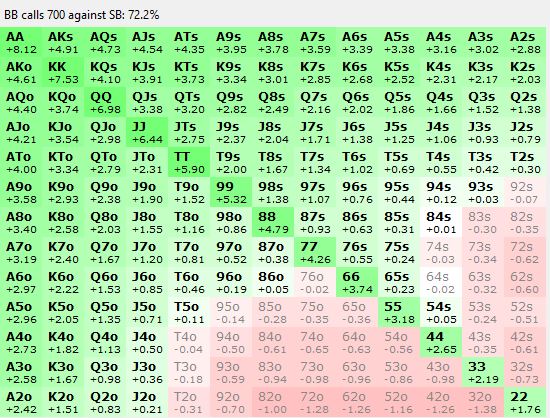 BB calls 700 against SB: 72.2%
AA AKs AQs AJs ATs A9s A8s A7s A6s A5s A4s A3s A2s
+8.12 +4.91 +4.73 +4.54 +4.35 +3.95 +3.78 +3.59 +3.39 +3.38 +3.16 +3.02 +2.88
AKo KK KQs KJs KTs K9s K8s K7s K6s K5s K4s K3s K2s
+4.61 +7.53 +4.10 +3.91 +3.73 +3.34 +3.01 +2.85 +2.68 +2.52 +2.31 +2.17 +2.03
AQo KQo QQ QJs QTs Q9s Q8s Q7s Q6s Q5s Q4s Q3s Q2s
+4.40 +3.74 +6.98 +3.38 +3.20 +2.82 +2.49 +2.16 +2.02 +1.86 +1.66 +1.52 +1.38
AJo KJo QJo JJ JTs J9s J8s J7s J6s J5s J4s J3s J2s
+4.21 +3.54 +2.98 +6.44 +2.75 +2.37 +2.04 +1.71 +1.38 +1.25 +1.06 +0.93 +0.79
ATo KTo QTo JTo TT T9s T8s T7s T6s T5s T4s T3s T2s
+4.00 +3.34 +2.79 +2.31 +5.90 +2.00 +1.67 +1.34 +1.02 +0.69 +0.55 +0.42 +0.30
A9o K9o Q9o J9o T9o 99 98s 97s 96s 95s 94s 93s 92s
+3.58 +2.93 +2.38 +1.90 +1.52 +5.32 +1.38 +1.07 +0.76 +0.44 +0.12 +0.03 -0.07
A8o K8o Q8o J8o T8o 98o 88 87s 86s 85s 84s 83s 82s
+3.40 +2.58 +2.03 +1.55 +1.16 +0.86 +4.79 +0.93 +0.63 +0.31 +0.01 -0.30 -0.35
A7o K7o Q7o J7o T7o 97o 87o 77 76s 75s 74s 73s 72s
+3.19 +2.40 +1.67 +1.20 +0.81 +0.52 +0.38 +4.26 +0.55 +0.24 -0.03 -0.34 -0.62
A6o K6o Q6o J6o T6o 96o 86o 76o 66 65s 64s 63s 62s
+2.97 +2.22 +1.53 +0.85 +0.46 +0.19 +0.05 -0.02 +3.74 +0.23 -0.02 -0.32 -0.60
A5o K5o Q5o J5o T5o 95o 85o 75o 65o 55 54s 53s 52s
+2.96 +2.05 +1.35 +0.71 +0.11 -0.14 -0.28 -0.35 -0.36 +3.18 +0.05 -0.24 -0.51
A4o K4o Q4o J4o T4o 94o 84o 74o 64o 54o 44 43s 42s
+2.73 +1.82 +1.13 +0.50 -0.04 -0.50 -0.61 -0.65 -0.63 -0.56 +2.65 -0.35 -0.61
A3o K3o Q3o J3o T3o 93o 83o 73o 63o 53o 43o 33 32s
+2.58 +1.67 +0.98 +0.36 -0.18 -0.59 -0.94 -0.98 -0.96 -0.86 -0.98 +2.19 -0.73
A2o K2o Q2o J2o T2o 92o 82o 72o 62o 52o 42o 32o 22
+2.42 +1.51 +0.83 +0.21 -0.31 -0.70 -1.00 -1.28 -1.26 -1.16 -1.26 -1.38 +1.76